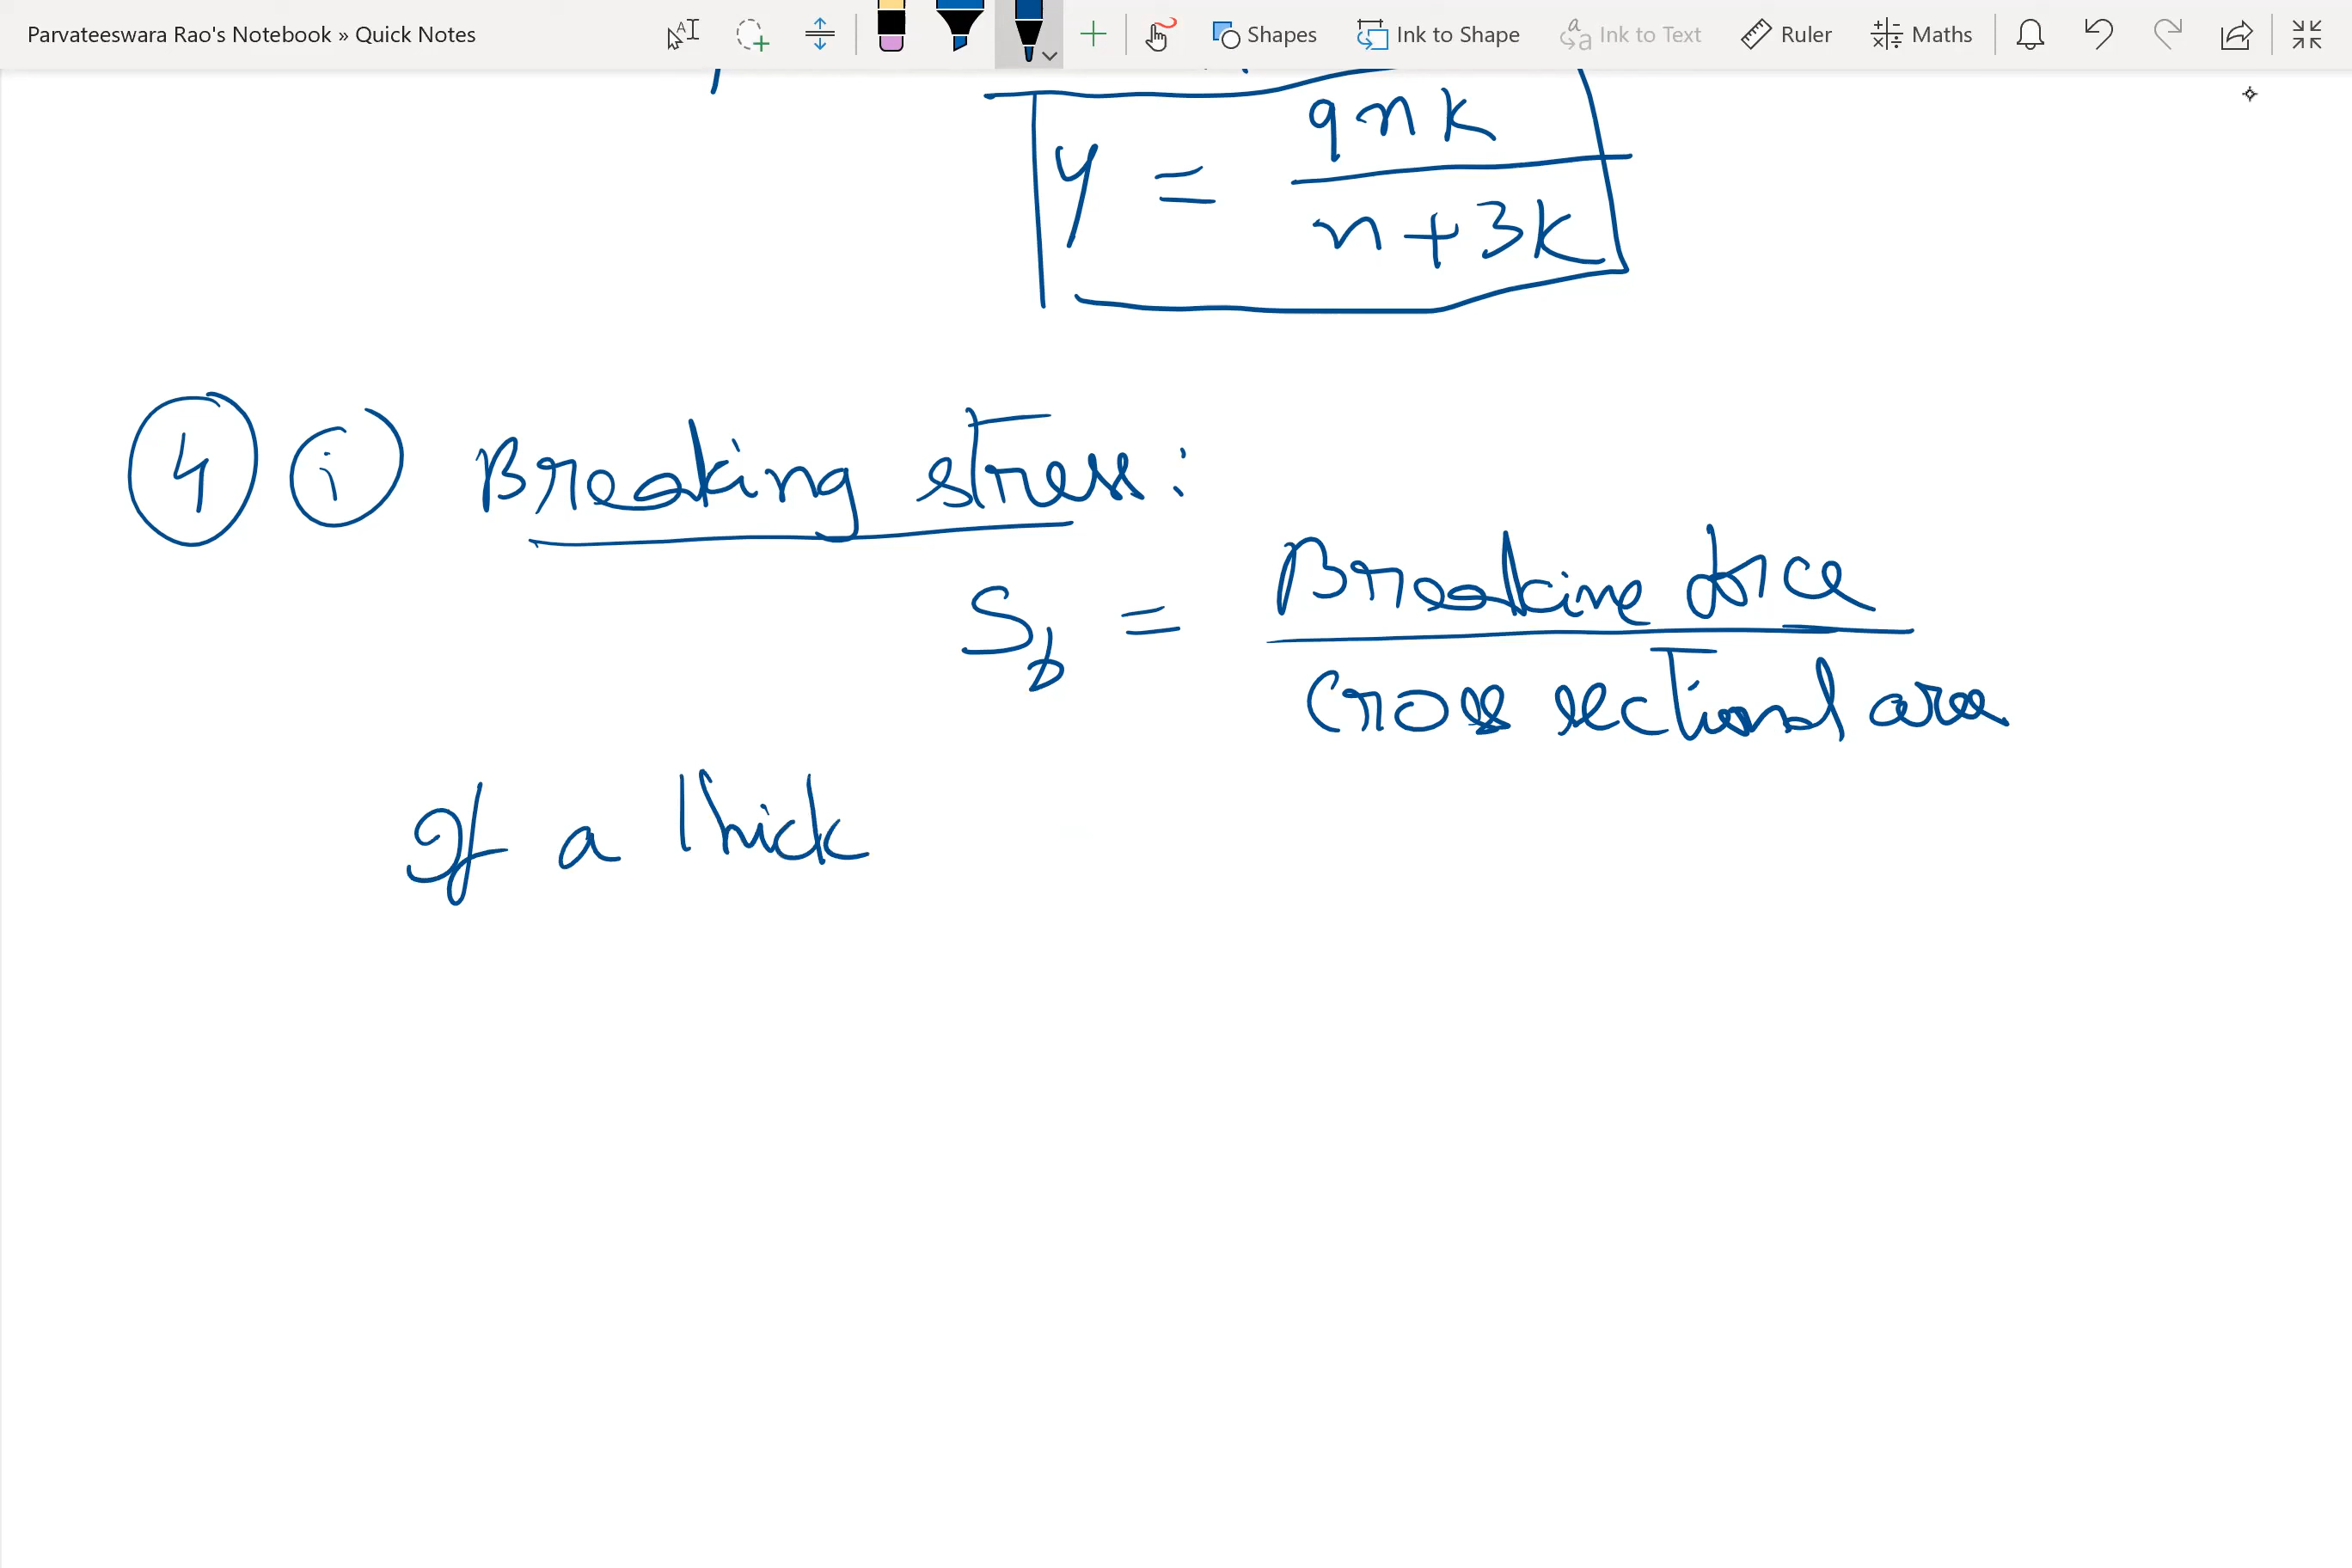 Parvateeswara Rao's Notebook » Quick Notes Shapes Ink to Shape Ink to Text Ruler Maths
y = 9nk / n+3k
4 i Breaking stress:
S_b = Breaking force / Cross sectional area
If a thick